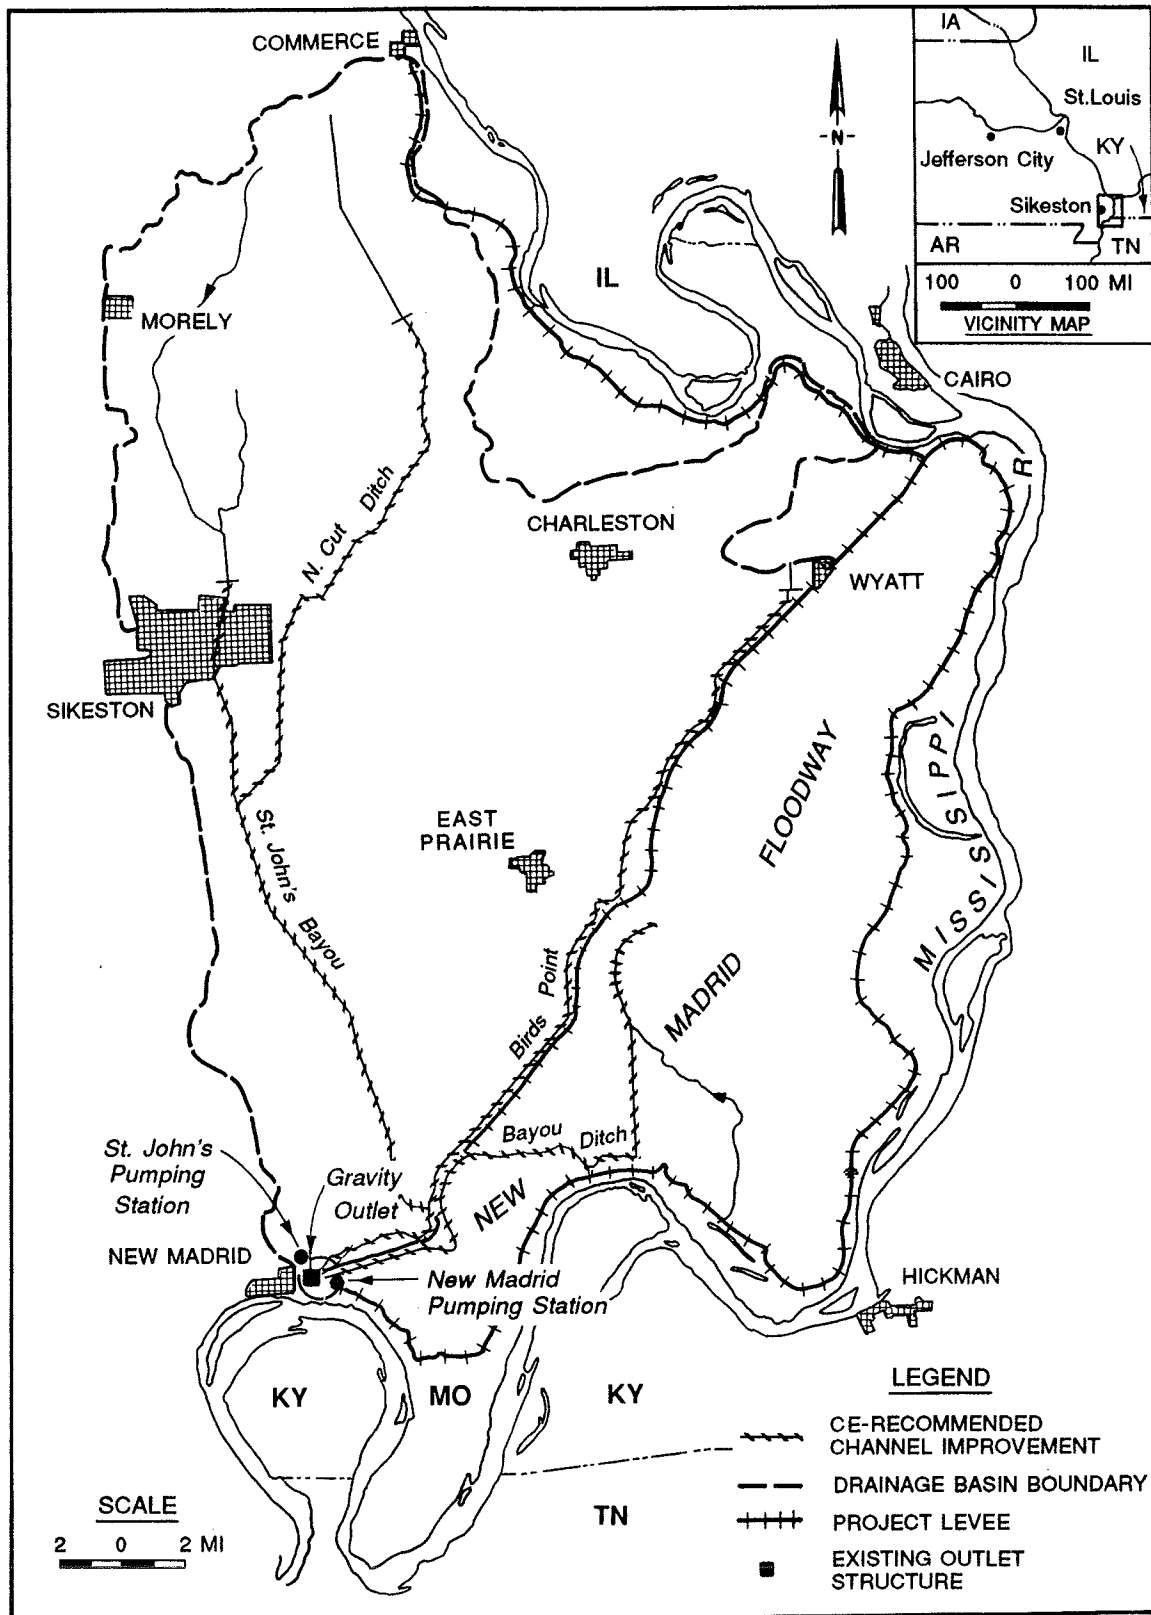 COMMERCE
N
IA
IL
St.Louis
KY
Jefferson City
Sikeston
AR
TN
100 0 100 MI
VICINITY MAP
IL
MORELY
CAIRO
N. Cut Ditch
CHARLESTON
WYATT
SIKESTON
MISSISSIPPI R
FLOODWAY
EAST
PRAIRIE
St. John's Bayou
Birds Point
MADRID
St. John's
Pumping
Station
Gravity
Outlet
Bayou Ditch
NEW
NEW MADRID
New Madrid
Pumping Station
HICKMAN
KY
MO
KY
TN
LEGEND
CE-RECOMMENDED
CHANNEL IMPROVEMENT
DRAINAGE BASIN BOUNDARY
PROJECT LEVEE
EXISTING OUTLET
STRUCTURE
SCALE
2 0 2 MI